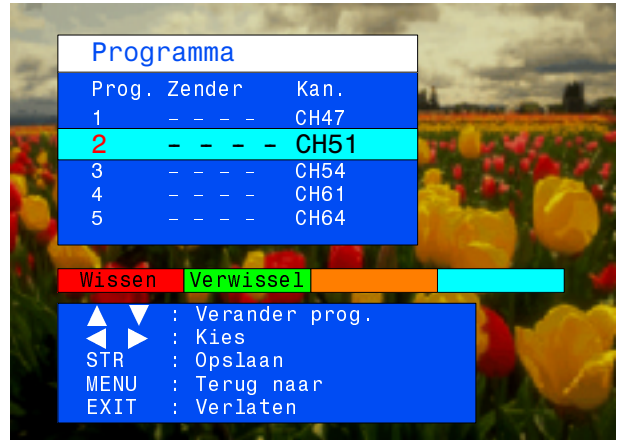 Programma
Prog. Zender Kan.
1 - - - - CH47
2 - - - - CH51
3 - - - - CH54
4 - - - - CH61
5 - - - - CH64
Wissen Verwissel
▲ ▼ : Verander prog.
◀ ▶ : Kies
STR : Opslaan
MENU : Terug naar
EXIT : Verlaten